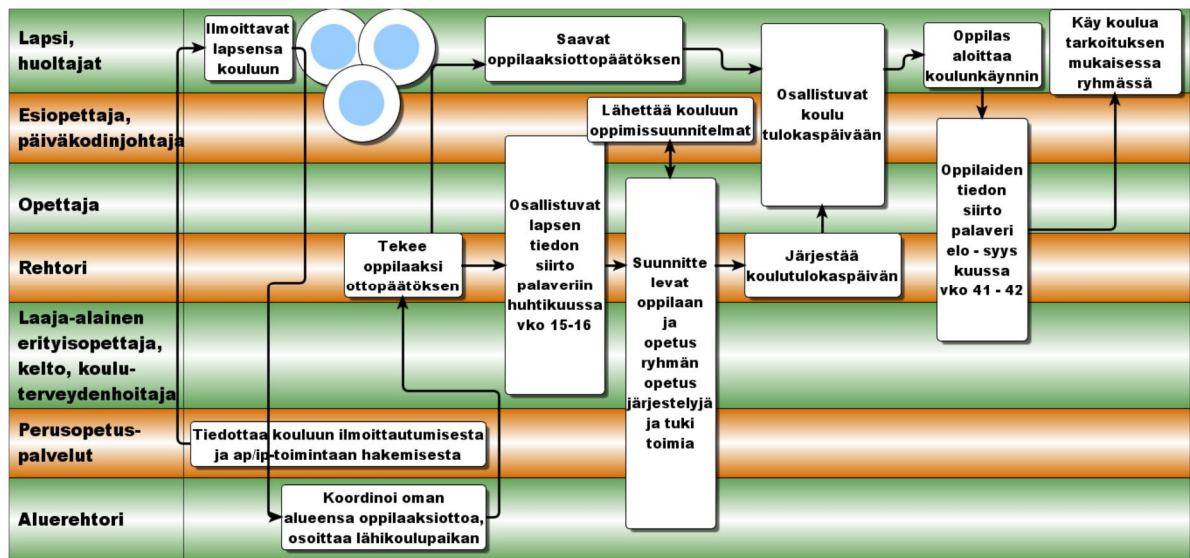 Lapsi,
huoltajat
Ilmoittavat
lapsensa
kouluun
Saavat
oppilaaksiottopäätöksen
Osallistuvat
koulu
tulokaspäivään
Oppilas
aloittaa
koulunkäynnin
Käy koulua
tarkoituksen
mukaisessa
ryhmässä
Esiopettaja,
päiväkodinjohtaja
Lähettää kouluun
oppimissuunnitelmat
Opettaja
Osallistuvat
lapsen
tiedon
siirto
palaveriin
huhtikuussa
vko 15-16
Suunnitte
levat
oppilaan
ja
opetus
ryhmän
opetus
järjestelyjä
ja tuki
toimia
Oppilaiden
tiedon
siirto
palaveri
elo - syys
kuussa
vko 41 - 42
Rehtori
Tekee
oppilaaksi
ottopäätöksen
Järjestää
koulutulokaspäivän
Laaja-alainen
erityisopettaja,
kelto, koulu-
terveydenhoitaja
Perusopetus-
palvelut
Tiedottaa kouluun ilmoittautumisesta
ja ap/ip-toimintaan hakemisesta
Aluerehtori
Koordinoi oman
alueensa oppilaaksiottoa,
osoittaa lähikoulupaikan